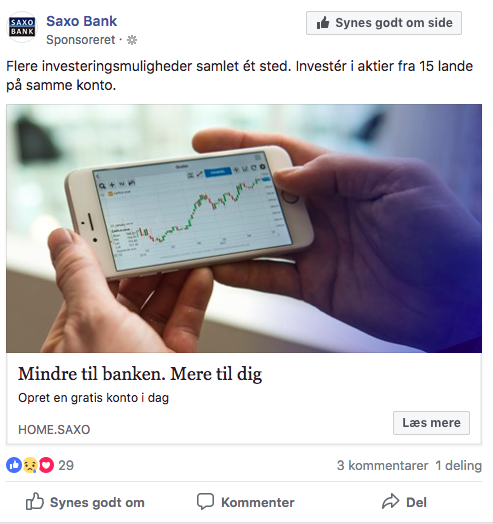 SAXO
BANK
Saxo Bank
Sponsoreret ·
Synes godt om side
Flere investeringsmuligheder samlet ét sted. Investér i aktier fra 15 lande
på samme konto.
Mindre til banken. Mere til dig
Opret en gratis konto i dag
HOME.SAXO
Læs mere
29
3 kommentarer 1 deling
Synes godt om
Kommenter
Del